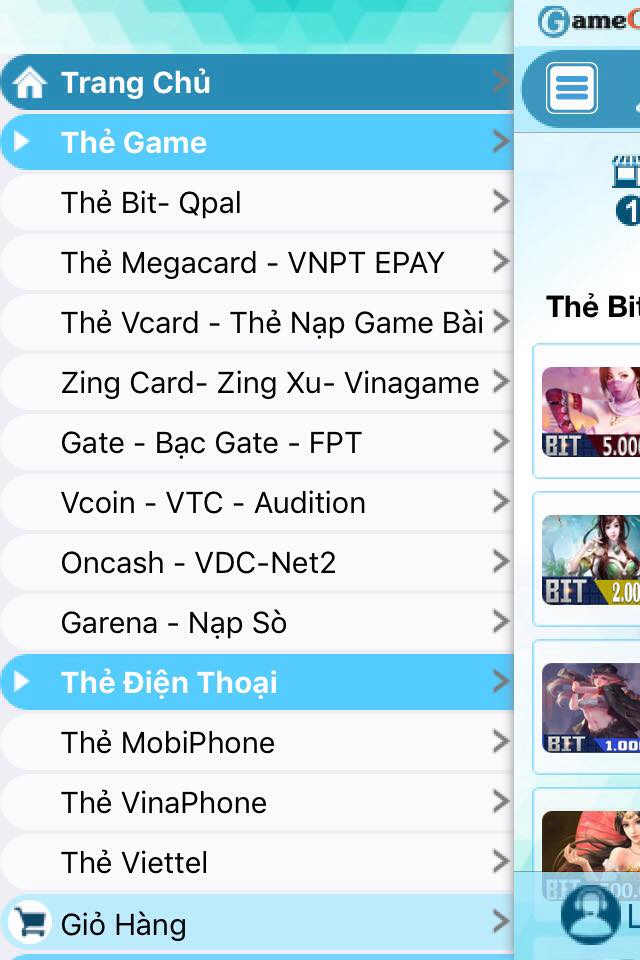 Trang Chủ
Thẻ Game
Thẻ Bit- Qpal
Thẻ Megacard - VNPT EPAY
Thẻ Vcard - Thẻ Nạp Game Bài
Zing Card- Zing Xu- Vinagame
Gate - Bạc Gate - FPT
Vcoin - VTC - Audition
Oncash - VDC-Net2
Garena - Nạp Sò
Thẻ Điện Thoại
Thẻ MobiPhone
Thẻ VinaPhone
Thẻ Viettel
Giỏ Hàng
Game
1
Thẻ Bit
BIT 5.000
BIT 2.00
BIT 1.00
BIT